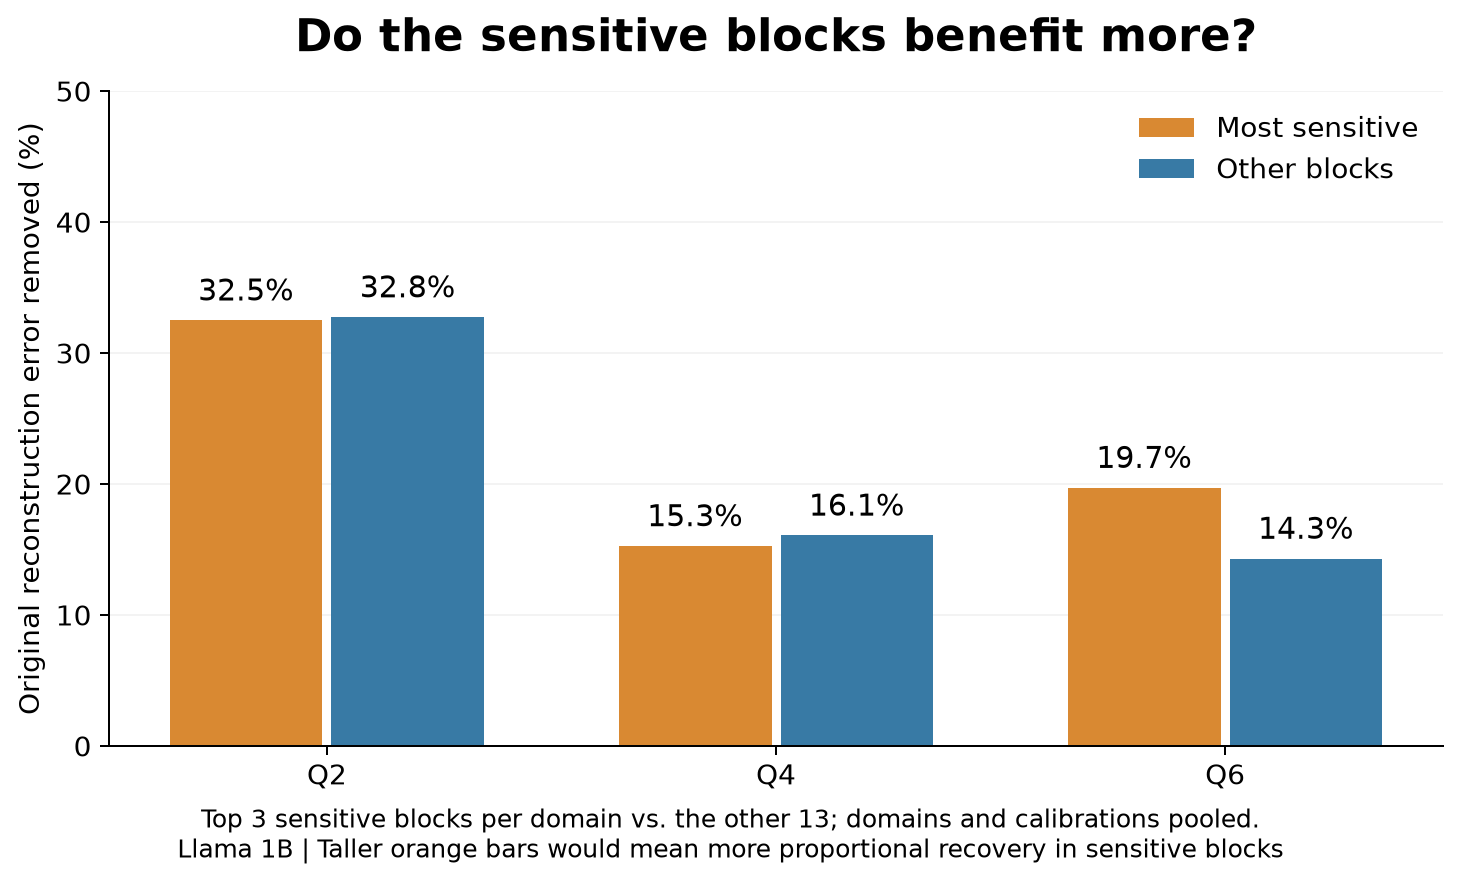 Do the sensitive blocks benefit more?
Original reconstruction error removed (%)
50
40
30
20
10
0
Most sensitive
Other blocks
32.5%
32.8%
15.3%
16.1%
19.7%
14.3%
Q2
Q4
Q6
Top 3 sensitive blocks per domain vs. the other 13; domains and calibrations pooled.
Llama 1B | Taller orange bars would mean more proportional recovery in sensitive blocks